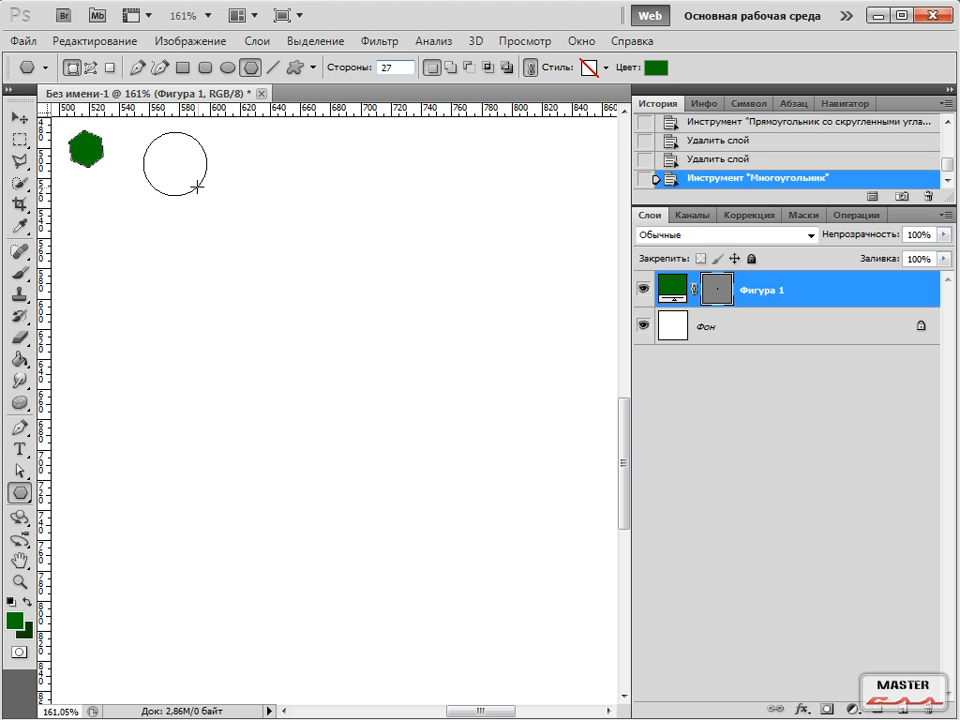 Ps Br Mb 161% Web Основная рабочая среда
Файл Редактирование Изображение Слои Выделение Фильтр Анализ 3D Просмотр Окно Справка
Стороны: 27 Стиль: Цвет:
Без имени-1 @ 161% (Фигура 1, RGB/8) *
500 520 540 560 580 600 620 640 660 680 700 720 740 760 780 800 820 840 860
История Инфо Символ Абзац Навигатор
Инструмент "Прямоугольник со скругленными угла...
Удалить слой
Удалить слой
Инструмент "Многоугольник"
Слои Каналы Коррекция Маски Операции
Обычные Непрозрачность: 100%
Закрепить: Заливка: 100%
Фигура 1
Фон
161,05% Док: 2,86M/0 байт
MASTER
css